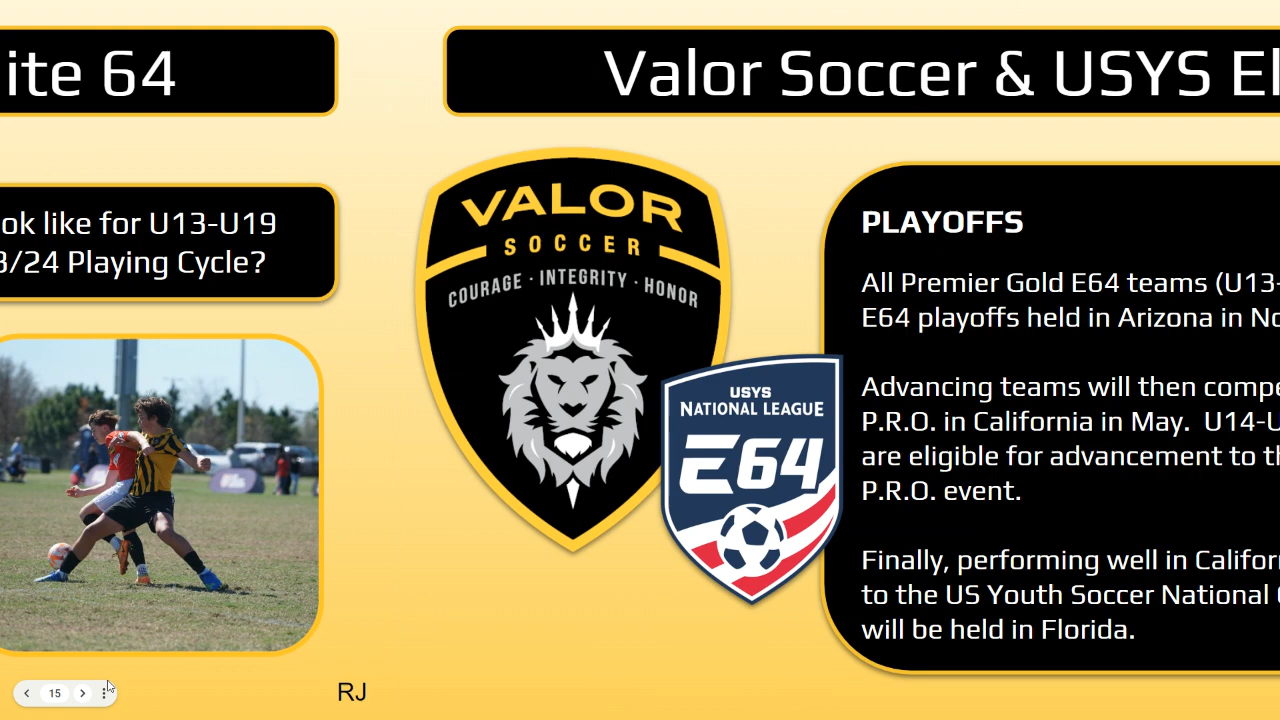 ite 64
ok like for U13-U19
/24 Playing Cycle?
15
RJ
Valor Soccer & USYS El
VALOR
SOCCER
COURAGE · INTEGRITY · HONOR
USYS
NATIONAL LEAGUE
E64
PLAYOFFS
All Premier Gold E64 teams (U13-
E64 playoffs held in Arizona in No
Advancing teams will then compe
P.R.O. in California in May. U14-U
are eligible for advancement to th
P.R.O. event.
Finally, performing well in Californ
to the US Youth Soccer National
will be held in Florida.